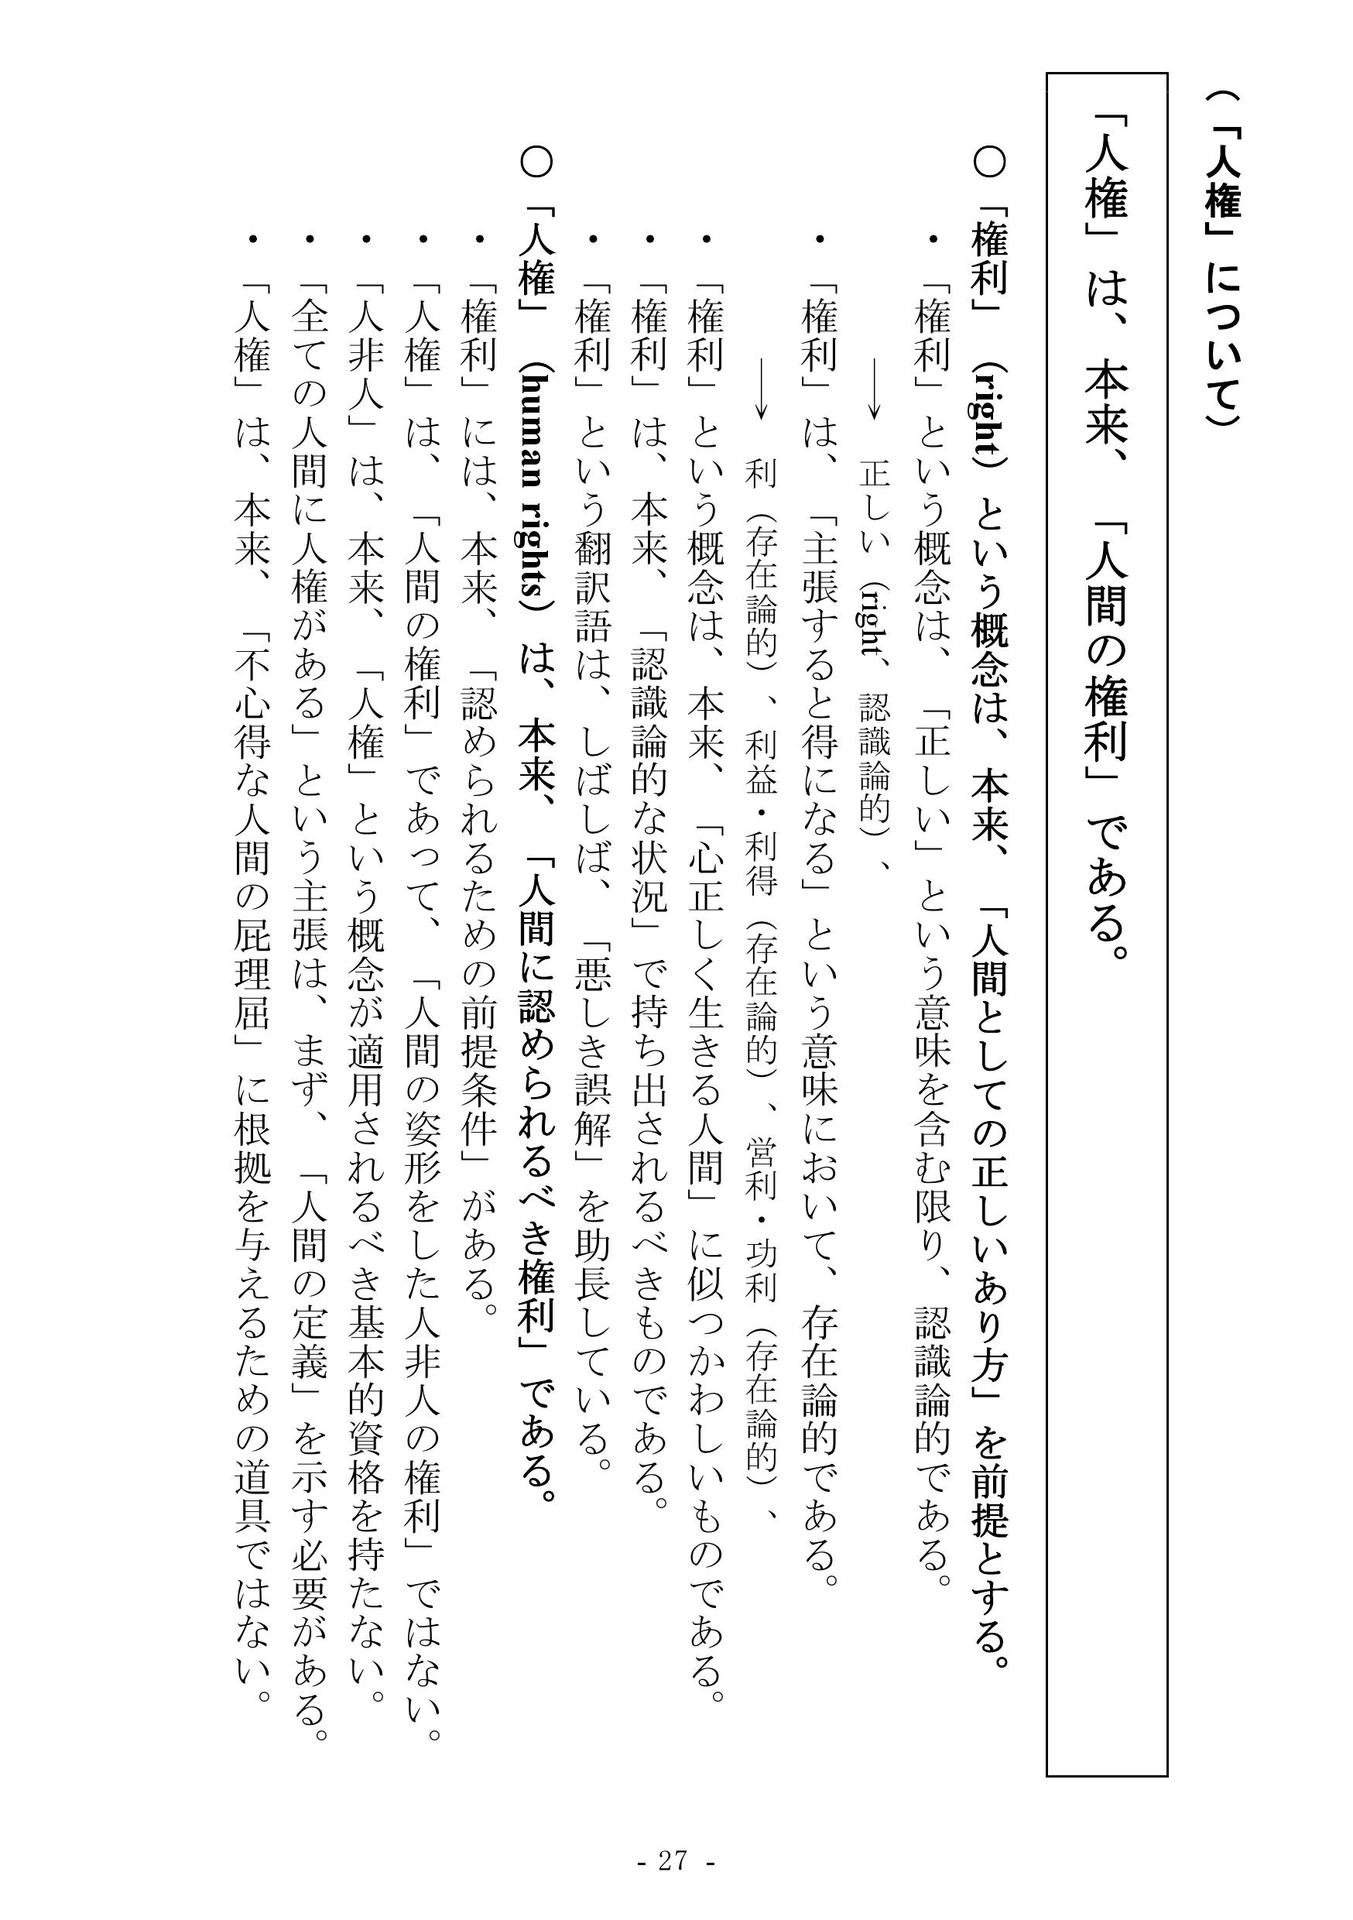 （「人権」について）
「人権」は、本来、「人間の権利」である。
○「権利」（right）という概念は、本来、「人間としての正しいあり方」を前提とする。
・「権利」という概念は、「正しい」という意味を含む限り、認識論的である。
→ 正しい（right、認識論的）、
・「権利」は、「主張すると得になる」という意味において、存在論的である。
→ 利（存在論的）、利益・利得（存在論的）、営利・功利（存在論的）、
・「権利」という概念は、本来、「心正しく生きる人間」に似つかわしいものである。
・「権利」は、本来、「認識論的な状況」で持ち出されるべきものである。
・「権利」という翻訳語は、しばしば、「悪しき誤解」を助長している。
○「人権」（human rights）は、本来、「人間に認められるべき権利」である。
・「権利」には、本来、「認められるための前提条件」がある。
・「人権」は、「人間の権利」であって、「人間の姿形をした人非人の権利」ではない。
・「人非人」は、本来、「人権」という概念が適用されるべき基本的資格を持たない。
・「全ての人間に人権がある」という主張は、まず、「人間の定義」を示す必要がある。
・「人権」は、本来、「不心得な人間の屁理屈」に根拠を与えるための道具ではない。
- 27 -